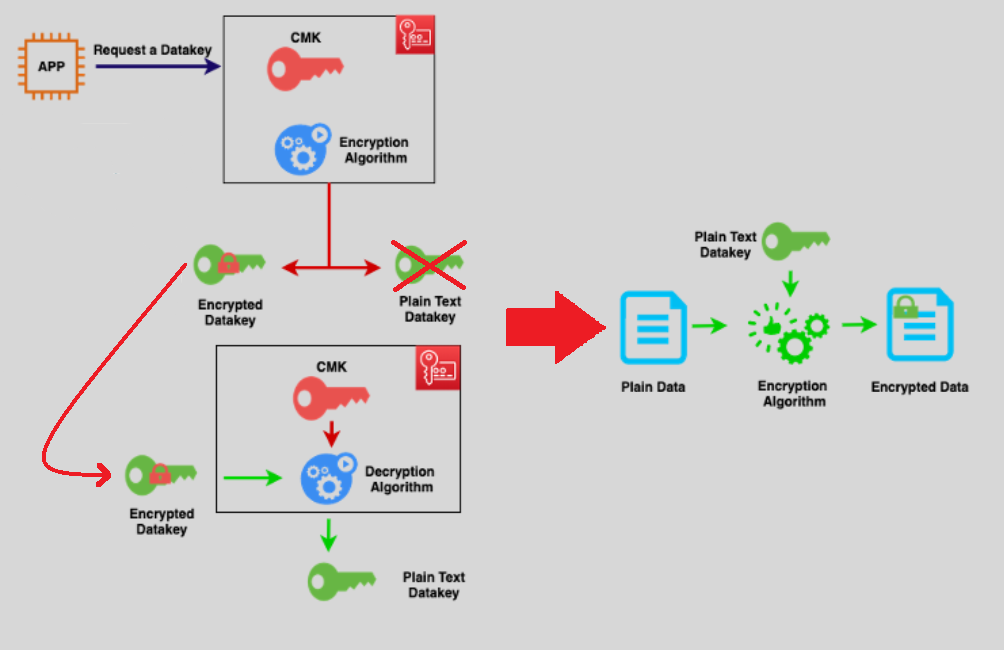 APP
Request a Datakey
CMK
Encryption
Algorithm
Encrypted
Datakey
Plain Text
Datakey
CMK
Decryption
Algorithm
Encrypted
Datakey
Plain Text
Datakey
Plain Text
Datakey
Plain Data
Encryption
Algorithm
Encrypted Data